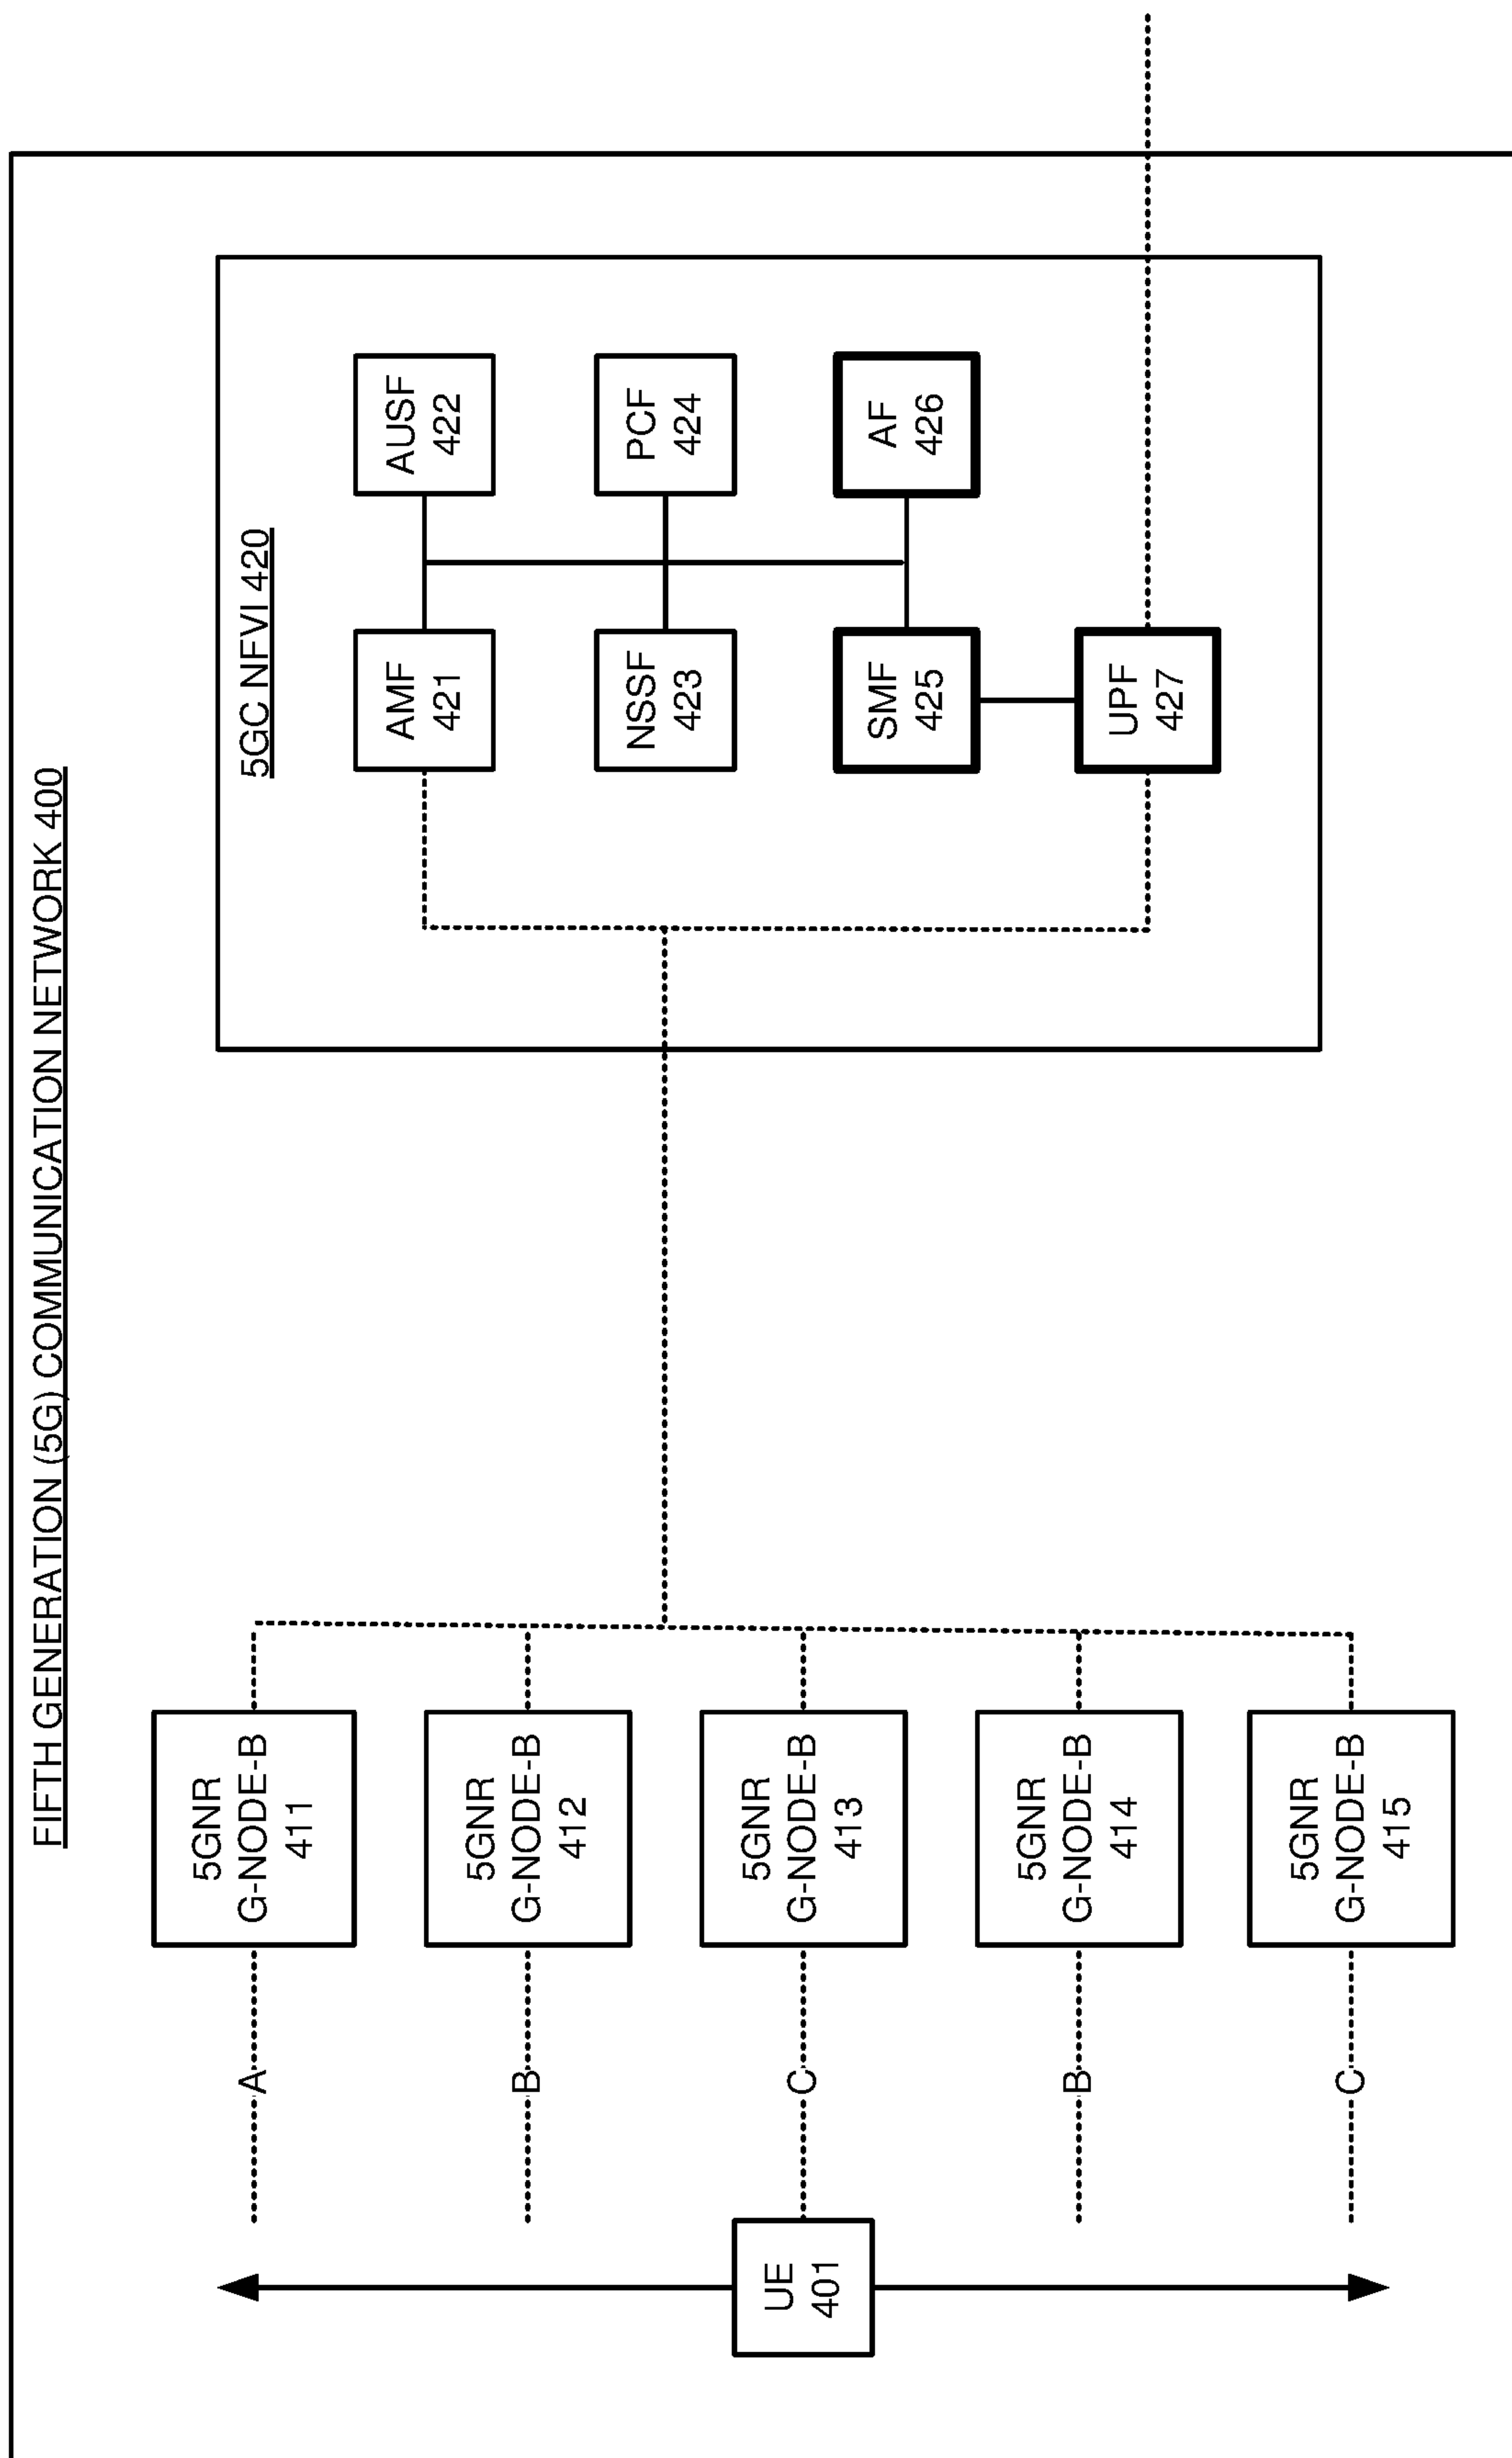 FIFTH GENERATION (5G) COMMUNICATION NETWORK 400
5GC NFVI 420
AMF
421
AUSF
422
NSSF
423
PCF
424
SMF
425
AF
426
UPF
427
A
5GNR
G-NODE-B
411
B
5GNR
G-NODE-B
412
UE
401
C
5GNR
G-NODE-B
413
B
5GNR
G-NODE-B
414
C
5GNR
G-NODE-B
415